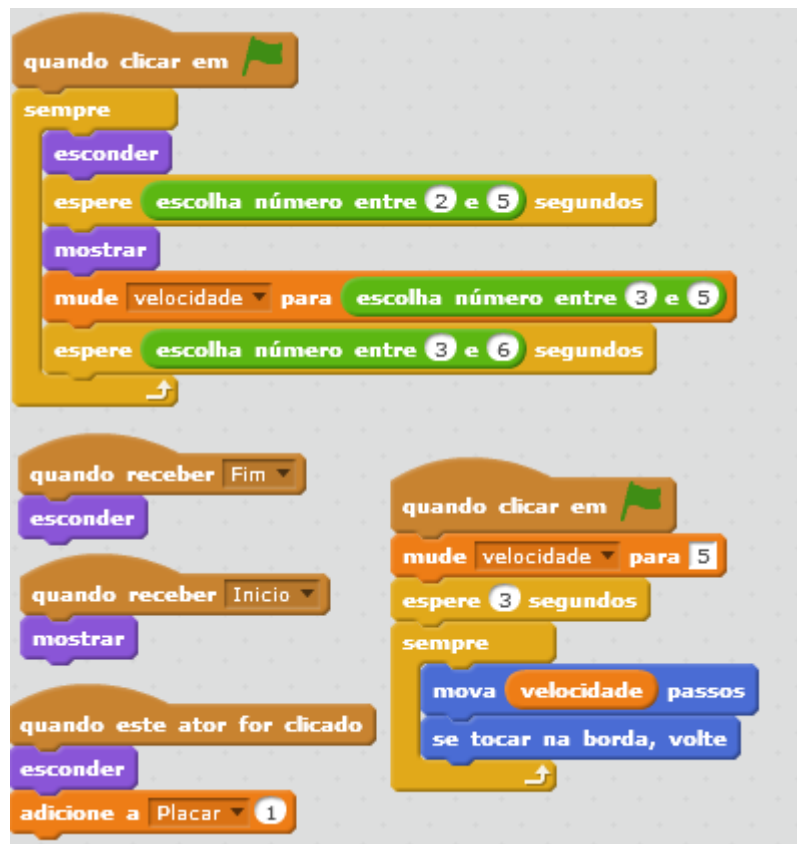 quando clicar em
sempre
esconder
espere escolha número entre 2 e 5 segundos
mostrar
mude velocidade para escolha número entre 3 e 5
espere escolha número entre 3 e 6 segundos
quando receber Fim
esconder
quando receber Inicio
mostrar
quando este ator for clicado
esconder
adicione a Placar 1
quando clicar em
mude velocidade para 5
espere 3 segundos
sempre
mova velocidade passos
se tocar na borda, volte